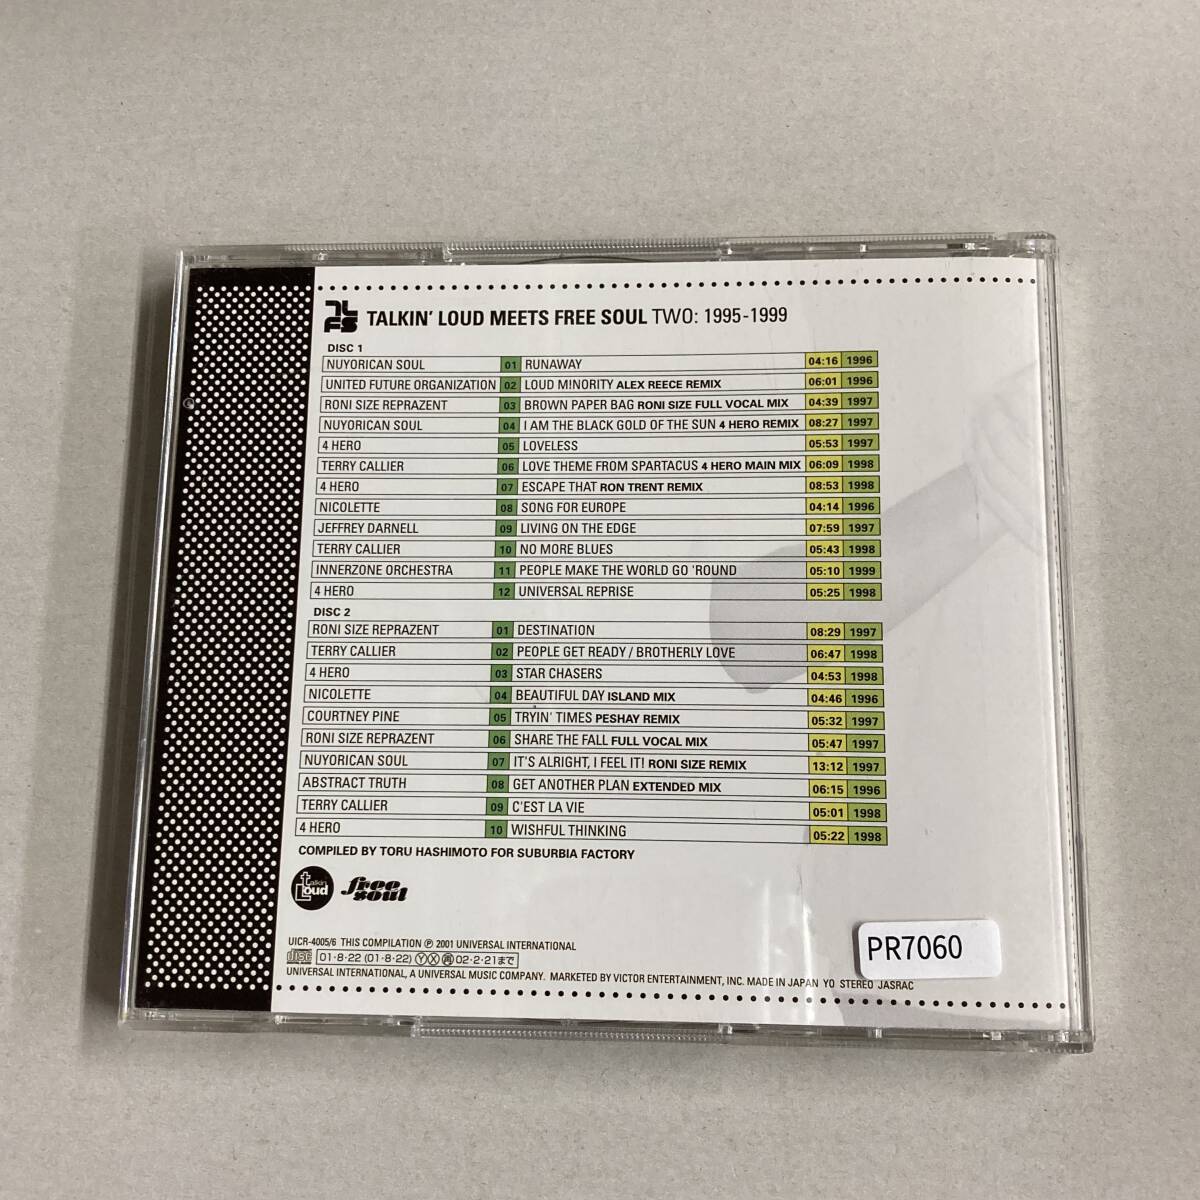 TL FS TALKIN' LOUD MEETS FREE SOUL TWO: 1995-1999
DISC 1
NUYORICAN SOUL 01 RUNAWAY 04:16 1996
UNITED FUTURE ORGANIZATION 02 LOUD MINORITY ALEX REECE REMIX 06:01 1996
RONI SIZE REPRAZENT 03 BROWN PAPER BAG RONI SIZE FULL VOCAL MIX 04:39 1997
NUYORICAN SOUL 04 I AM THE BLACK GOLD OF THE SUN 4 HERO REMIX 08:27 1997
4 HERO 05 LOVELESS 05:53 1997
TERRY CALLIER 06 LOVE THEME FROM SPARTACUS 4 HERO MAIN MIX 06:09 1998
4 HERO 07 ESCAPE THAT RON TRENT REMIX 08:53 1998
NICOLETTE 08 SONG FOR EUROPE 04:14 1996
JEFFREY DARNELL 09 LIVING ON THE EDGE 07:59 1997
TERRY CALLIER 10 NO MORE BLUES 05:43 1998
INNERZONE ORCHESTRA 11 PEOPLE MAKE THE WORLD GO 'ROUND 05:10 1999
4 HERO 12 UNIVERSAL REPRISE 05:25 1998
DISC 2
RONI SIZE REPRAZENT 01 DESTINATION 08:29 1997
TERRY CALLIER 02 PEOPLE GET READY / BROTHERLY LOVE 06:47 1998
4 HERO 03 STAR CHASERS 04:53 1998
NICOLETTE 04 BEAUTIFUL DAY ISLAND MIX 04:46 1996
COURTNEY PINE 05 TRYIN' TIMES PESHAY REMIX 05:32 1997
RONI SIZE REPRAZENT 06 SHARE THE FALL FULL VOCAL MIX 05:47 1997
NUYORICAN SOUL 07 IT'S ALRIGHT, I FEEL IT! RONI SIZE REMIX 13:12 1997
ABSTRACT TRUTH 08 GET ANOTHER PLAN EXTENDED MIX 06:15 1996
TERRY CALLIER 09 C'EST LA VIE 05:01 1998
4 HERO 10 WISHFUL THINKING 05:22 1998
COMPILED BY TORU HASHIMOTO FOR SUBURBIA FACTORY
talkin Loud free soul
UICR-4005/6 THIS COMPILATION ℗ 2001 UNIVERSAL INTERNATIONAL
disc 01·8·22 (01·8·22) Ⓨ Ⓧ 再 02·2·21まで
UNIVERSAL INTERNATIONAL, A UNIVERSAL MUSIC COMPANY. MARKETED BY VICTOR ENTERTAINMENT, INC. MADE IN JAPAN YO STEREO JASRAC
PR7060